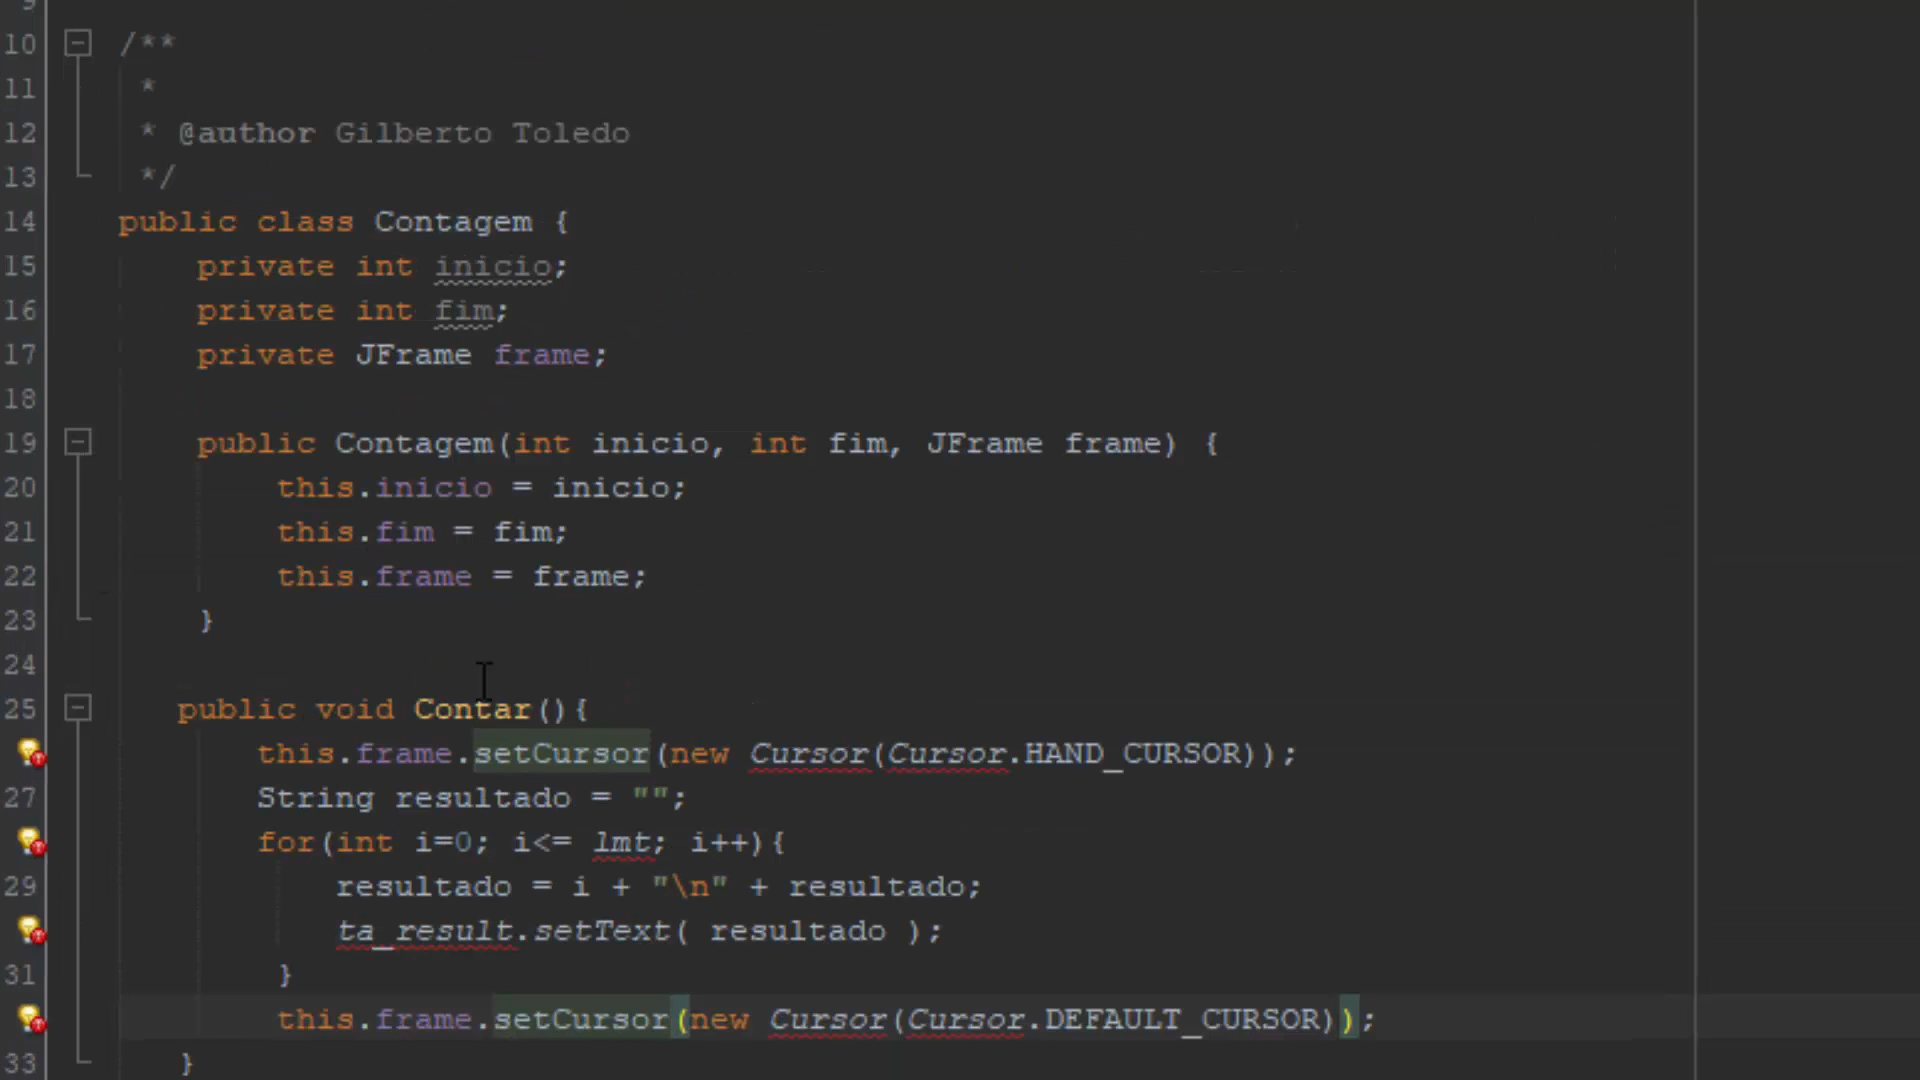 9
10 /**
11 *
12 * @author Gilberto Toledo
13 */
14 public class Contagem {
15 private int inicio;
16 private int fim;
17 private JFrame frame;
18
19 public Contagem(int inicio, int fim, JFrame frame) {
20 this.inicio = inicio;
21 this.fim = fim;
22 this.frame = frame;
23 }
24
25 public void Contar(){
this.frame.setCursor(new Cursor(Cursor.HAND_CURSOR));
27 String resultado = "";
for(int i=0; i<= lmt; i++){
29 resultado = i + "\n" + resultado;
ta_result.setText( resultado );
31 }
this.frame.setCursor(new Cursor(Cursor.DEFAULT_CURSOR));
33 }